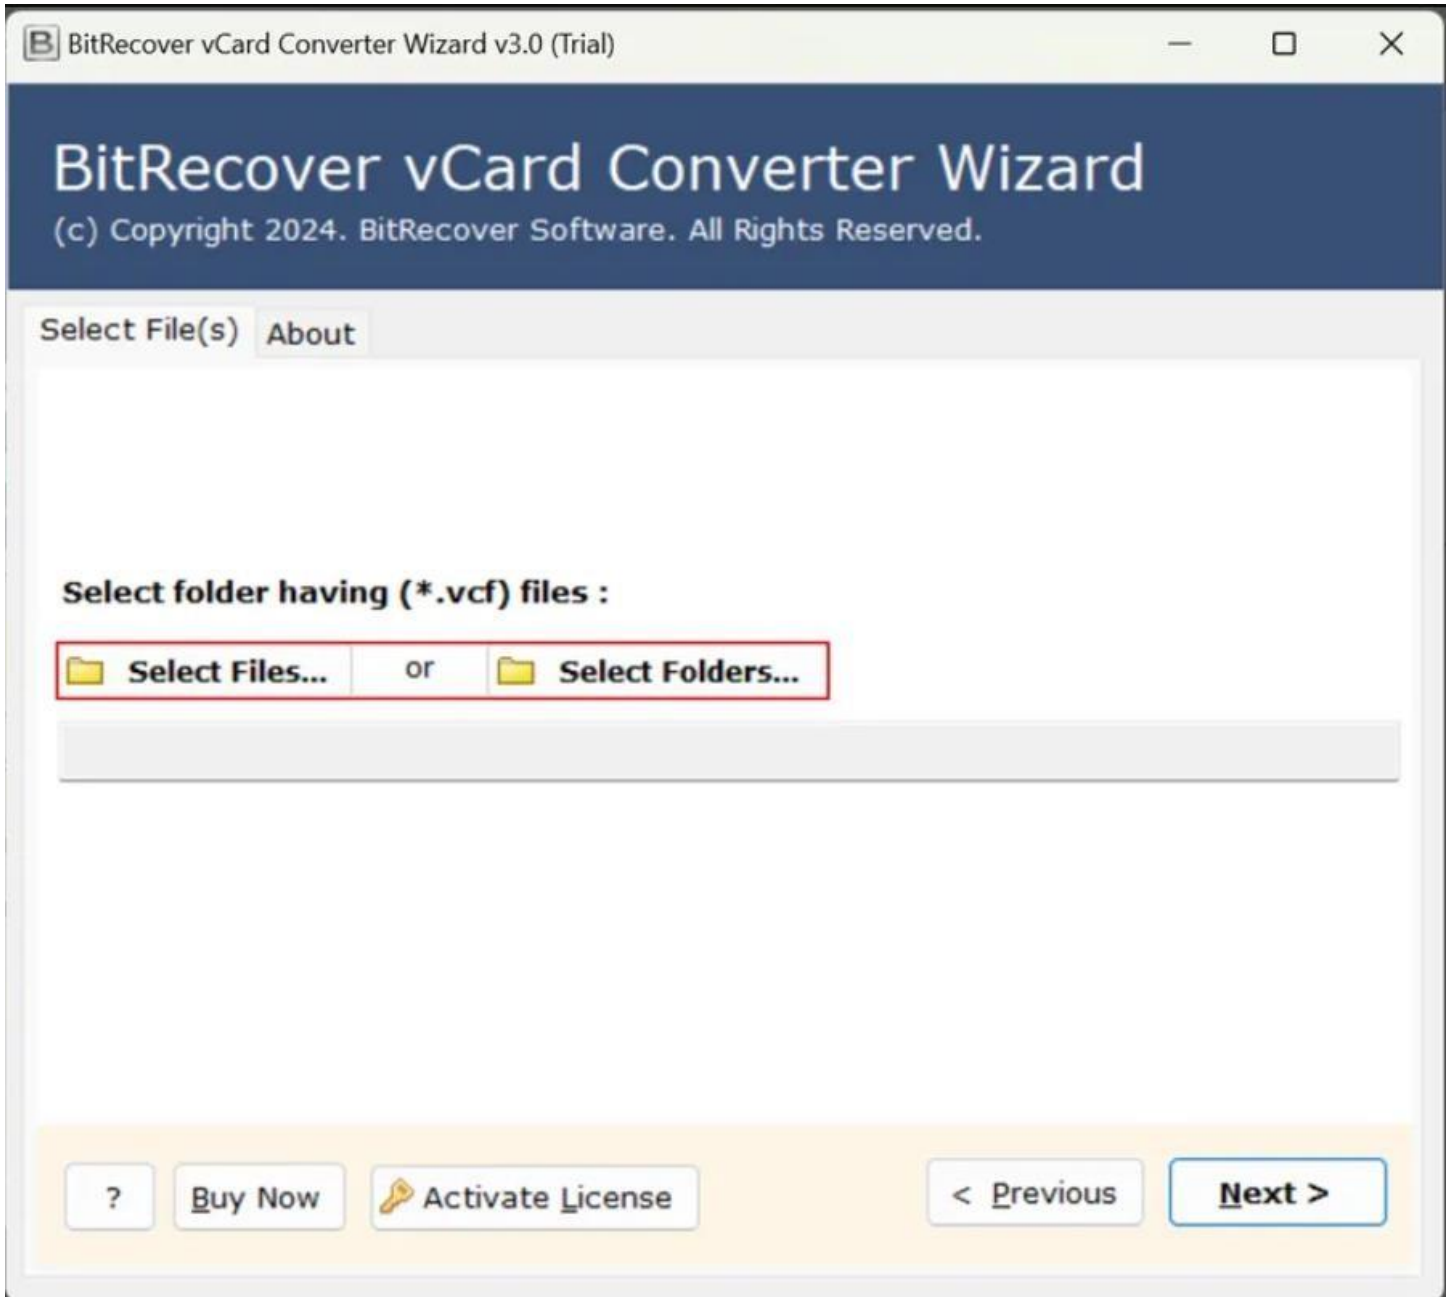 BitRecover vCard Converter Wizard v3.0 (Trial)
BitRecover vCard Converter Wizard
(c) Copyright 2024. BitRecover Software. All Rights Reserved.
Select File(s) About
Select folder having (*.vcf) files :
Select Files... or Select Folders...
? Buy Now Activate License < Previous Next >